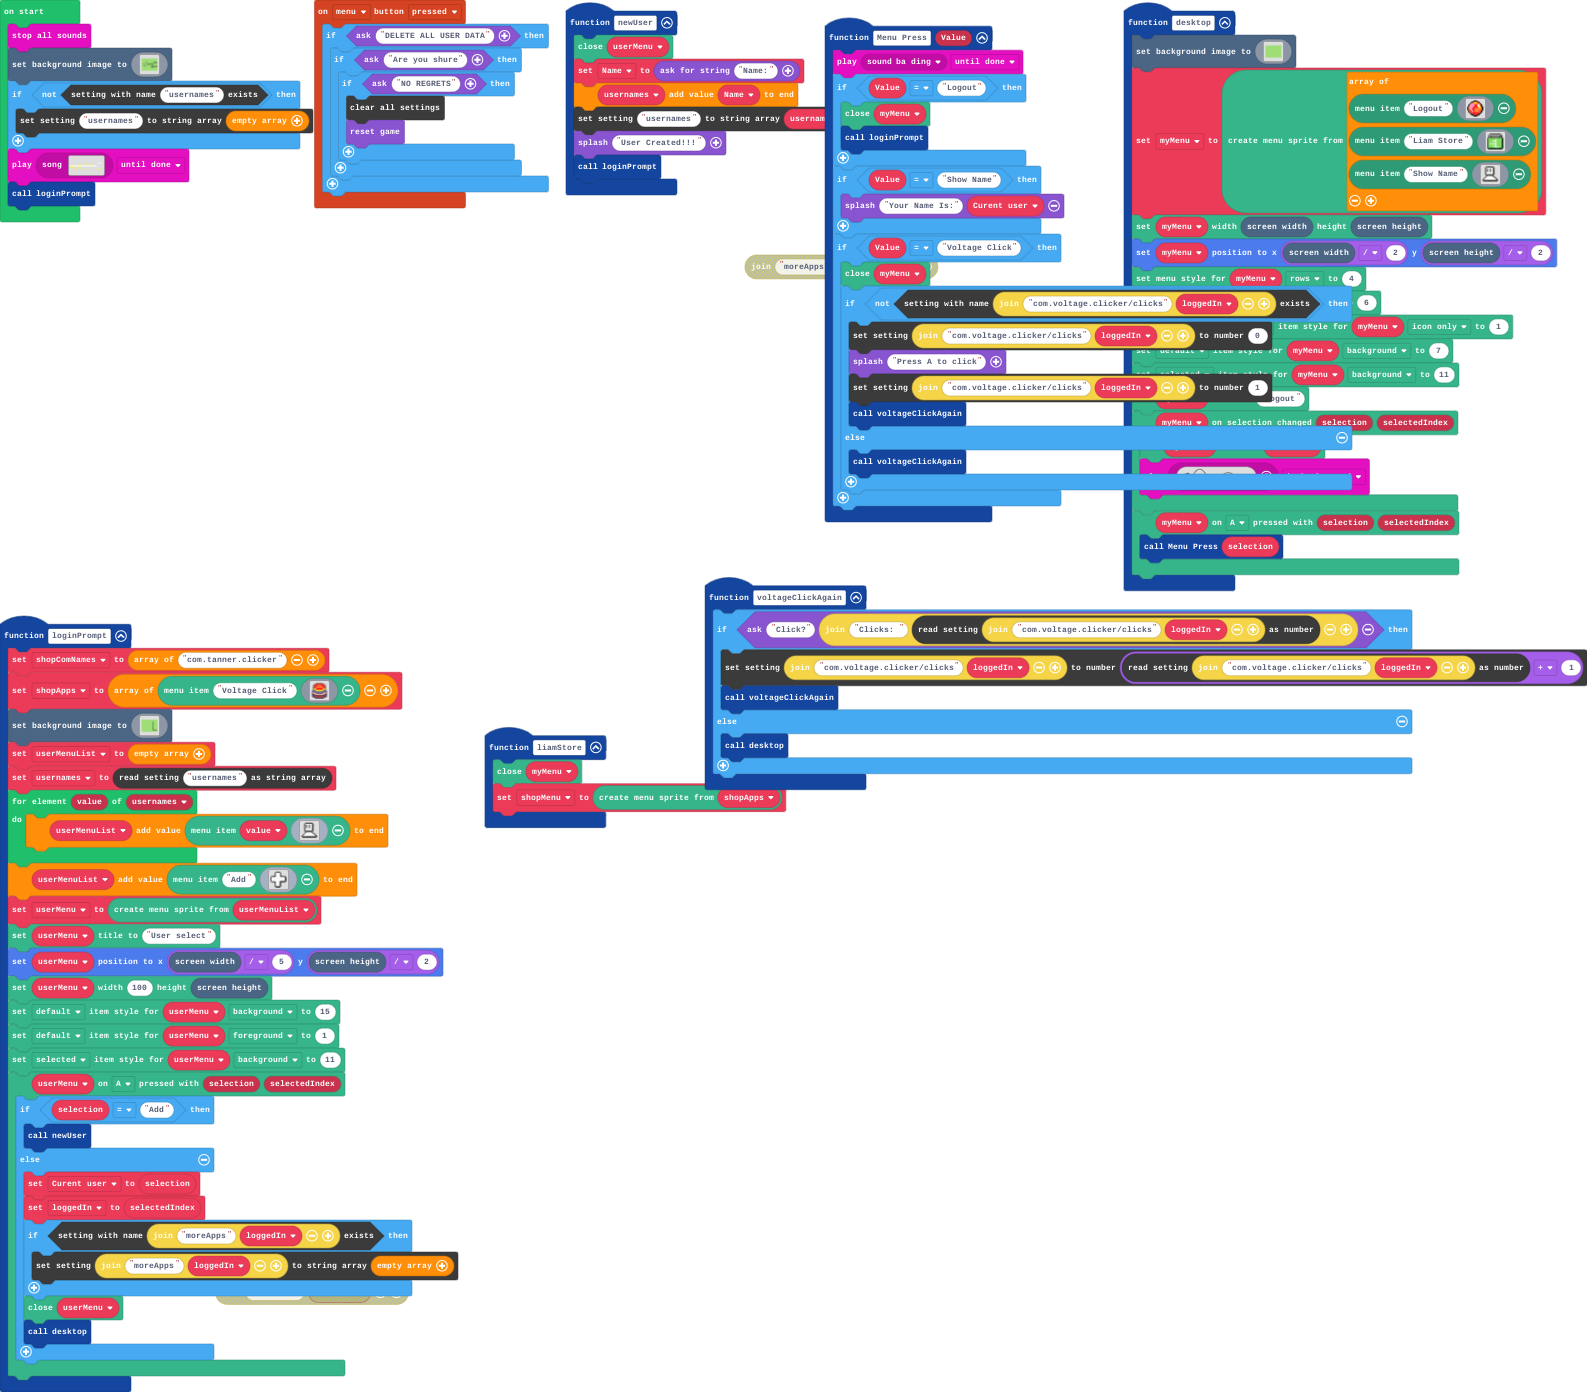 on start
stop all sounds
set background image to
if not setting with name "usernames" exists then
set setting "usernames" to string array empty array
play song until done
call loginPrompt
on menu button pressed
if ask "DELETE ALL USER DATA" then
if ask "Are you shure" then
if ask "NO REGRETS" then
clear all settings
reset game
function newUser
close userMenu
set Name to ask for string "Name:"
usernames add value Name to end
set setting "usernames" to string array
splash "User Created!!!"
call loginPrompt
join "moreApps
function Menu Press Value
play sound ba ding until done
if Value = "Logout" then
close myMenu
call loginPrompt
if Value = "Show Name" then
splash "Your Name Is:" Curent user
if Value = "Voltage Click" then
close myMenu
if not setting with name join "com.voltage.clicker/clicks" loggedIn exists then
set setting join "com.voltage.clicker/clicks" loggedIn to number 0
splash "Press A to click"
set setting join "com.voltage.clicker/clicks" loggedIn to number 1
call voltageClickAgain
else
call voltageClickAgain
function desktop
set background image to
set myMenu to create menu sprite from array of
menu item "Logout"
menu item "Liam Store"
menu item "Show Name"
set myMenu width screen width height screen height
set myMenu position to x screen width / 2 y screen height / 2
set menu style for myMenu rows to 4
6
item style for myMenu icon only to 1
set default item style for myMenu background to 7
set selected item style for myMenu background to 11
myMenu on selection changed selection selectedIndex
myMenu on A pressed with selection selectedIndex
call Menu Press selection
function voltageClickAgain
if ask "Click?" join "Clicks: " read setting join "com.voltage.clicker/clicks" loggedIn as number then
set setting join "com.voltage.clicker/clicks" loggedIn to number read setting join "com.voltage.clicker/clicks" loggedIn as number + 1
call voltageClickAgain
else
call desktop
function liamStore
close myMenu
set shopMenu to create menu sprite from shopApps
function loginPrompt
set shopComNames to array of "com.tanner.clicker"
set shopApps to array of menu item "Voltage Click"
set background image to
set userMenuList to empty array
set usernames to read setting "usernames" as string array
for element value of usernames
do userMenuList add value menu item value to end
userMenuList add value menu item "Add" to end
set userMenu to create menu sprite from userMenuList
set userMenu title to "User select"
set userMenu position to x screen width / 5 y screen height / 2
set userMenu width 100 height screen height
set default item style for userMenu background to 15
set default item style for userMenu foreground to 1
set selected item style for userMenu background to 11
userMenu on A pressed with selection selectedIndex
if selection = "Add" then
call newUser
else
set Curent user to selection
set loggedIn to selectedIndex
if setting with name join "moreApps" loggedIn exists then
set setting join "moreApps" loggedIn to string array empty array
close userMenu
call desktop